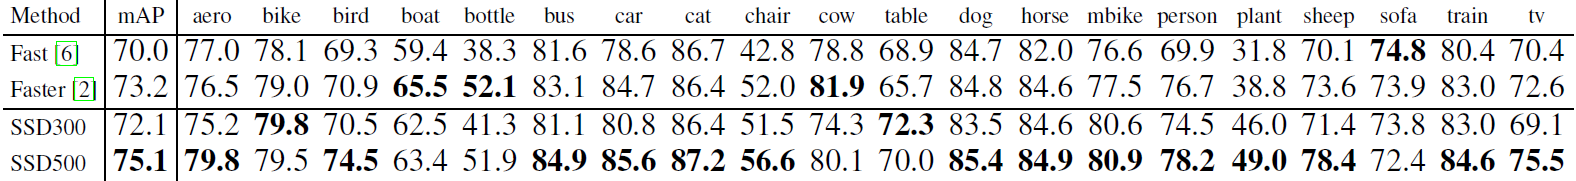 Method mAP aero bike bird boat bottle bus car cat chair cow table dog horse mbike person plant sheep sofa train tv
Fast [6] 70.0 77.0 78.1 69.3 59.4 38.3 81.6 78.6 86.7 42.8 78.8 68.9 84.7 82.0 76.6 69.9 31.8 70.1 74.8 80.4 70.4
Faster [2] 73.2 76.5 79.0 70.9 65.5 52.1 83.1 84.7 86.4 52.0 81.9 65.7 84.8 84.6 77.5 76.7 38.8 73.6 73.9 83.0 72.6
SSD300 72.1 75.2 79.8 70.5 62.5 41.3 81.1 80.8 86.4 51.5 74.3 72.3 83.5 84.6 80.6 74.5 46.0 71.4 73.8 83.0 69.1
SSD500 75.1 79.8 79.5 74.5 63.4 51.9 84.9 85.6 87.2 56.6 80.1 70.0 85.4 84.9 80.9 78.2 49.0 78.4 72.4 84.6 75.5